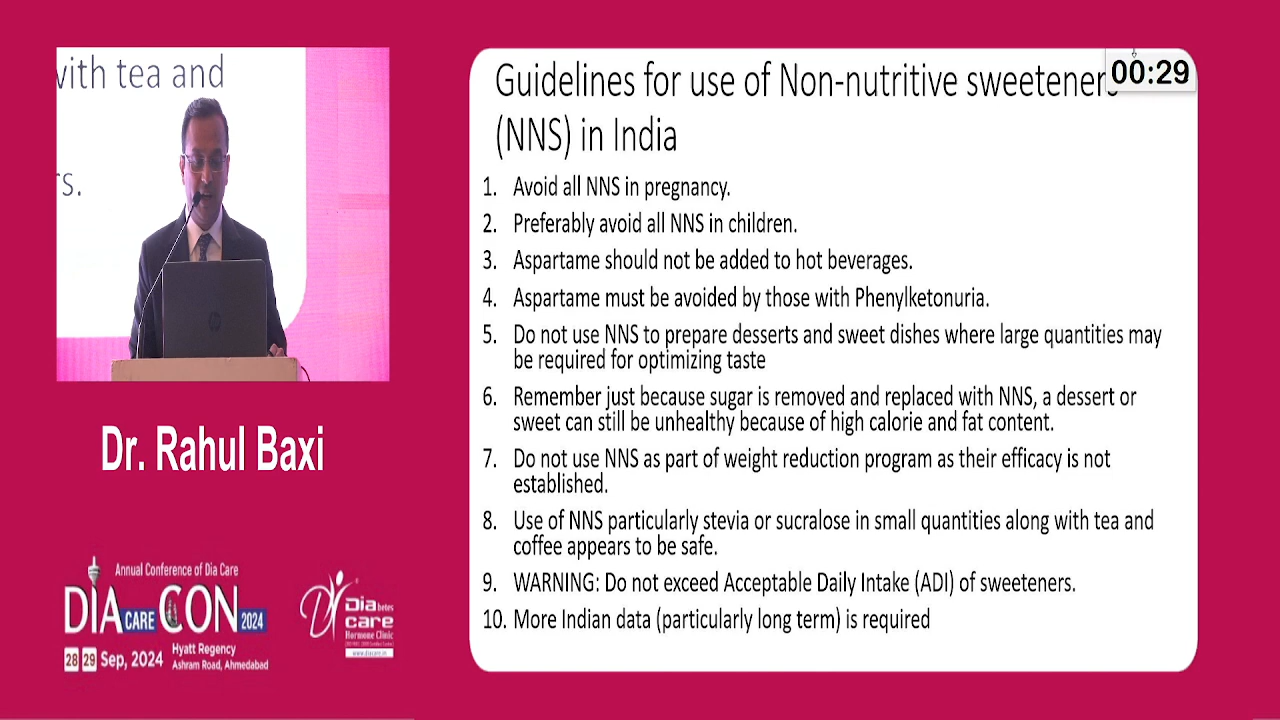 with tea and
rs.
Dr. Rahul Baxi
Annual Conference of Dia Care
DIA CARE CON 2024
28 29 Sep, 2024
Hyatt Regency
Ashram Road, Ahmedabad
Diabetes
care
Hormone Clinic
www.diacare.in
00:29
Guidelines for use of Non-nutritive sweeteners
(NNS) in India
1. Avoid all NNS in pregnancy.
2. Preferably avoid all NNS in children.
3. Aspartame should not be added to hot beverages.
4. Aspartame must be avoided by those with Phenylketonuria.
5. Do not use NNS to prepare desserts and sweet dishes where large quantities may
be required for optimizing taste
6. Remember just because sugar is removed and replaced with NNS, a dessert or
sweet can still be unhealthy because of high calorie and fat content.
7. Do not use NNS as part of weight reduction program as their efficacy is not
established.
8. Use of NNS particularly stevia or sucralose in small quantities along with tea and
coffee appears to be safe.
9. WARNING: Do not exceed Acceptable Daily Intake (ADI) of sweeteners.
10. More Indian data (particularly long term) is required